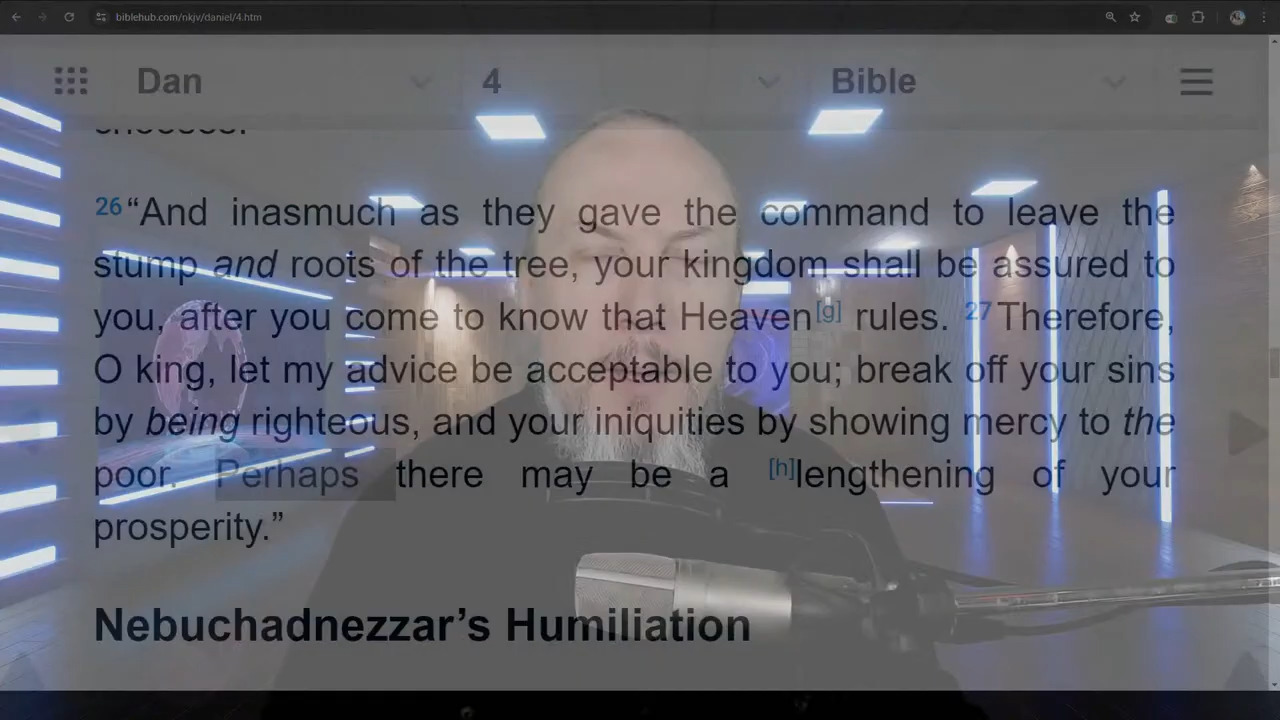 biblehub.com/nkjv/daniel/4.htm
Dan 4 Bible
chooses.
26 “And inasmuch as they gave the command to leave the
stump and roots of the tree, your kingdom shall be assured to
you, after you come to know that Heaven[g] rules. 27 Therefore,
O king, let my advice be acceptable to you; break off your sins
by being righteous, and your iniquities by showing mercy to the
poor. Perhaps there may be a [h]lengthening of your
prosperity.”
Nebuchadnezzar’s Humiliation